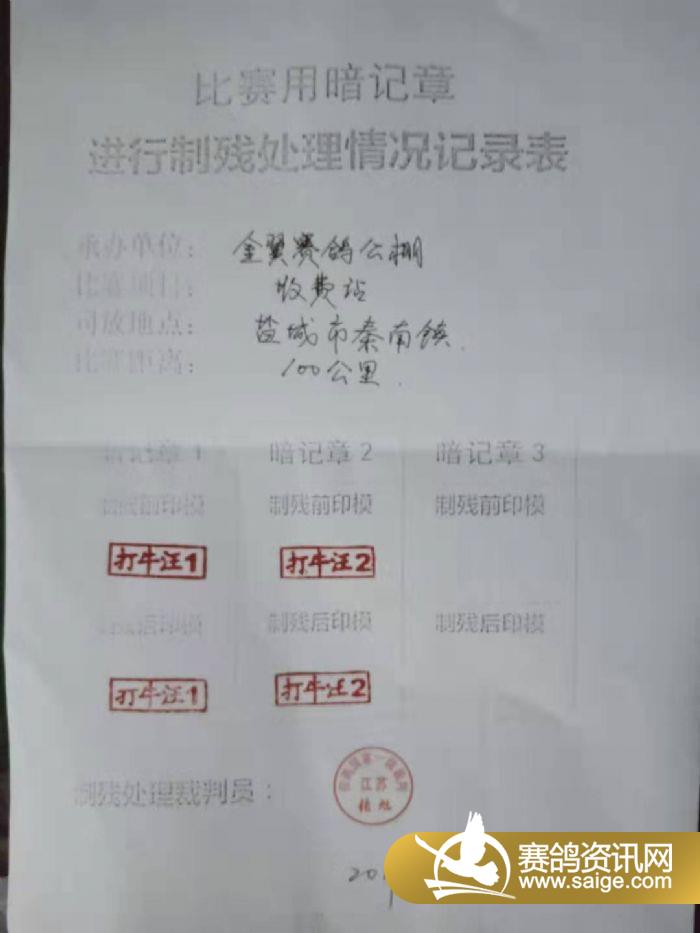 比赛用暗记章
进行制残处理情况记录表
承办单位： 金翼赛鸽公棚
比赛项目： 收费站
司放地点： 盐城市秦南镇
比赛距离： 100公里
暗记章1 暗记章2 暗记章3
制残前印模 制残前印模 制残前印模
打牛汪1 打牛汪2
制残后印模 制残后印模 制残后印模
打牛汪1 打牛汪2
制残处理裁判员：
江苏
20
赛鸽资讯网
www.saige.com